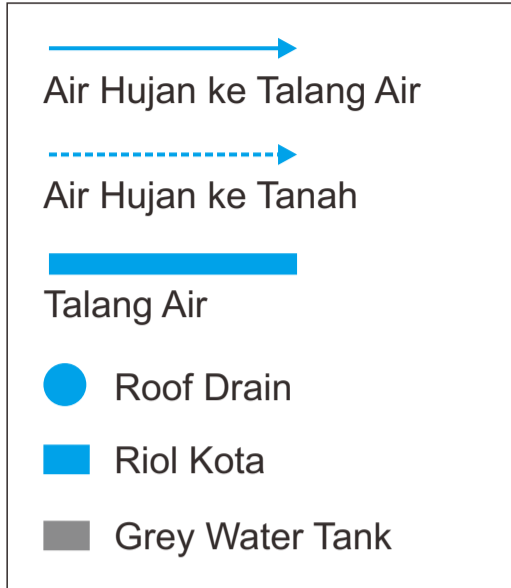 Air Hujan ke Talang Air
Air Hujan ke Tanah
Talang Air
Roof Drain
Riol Kota
Grey Water Tank